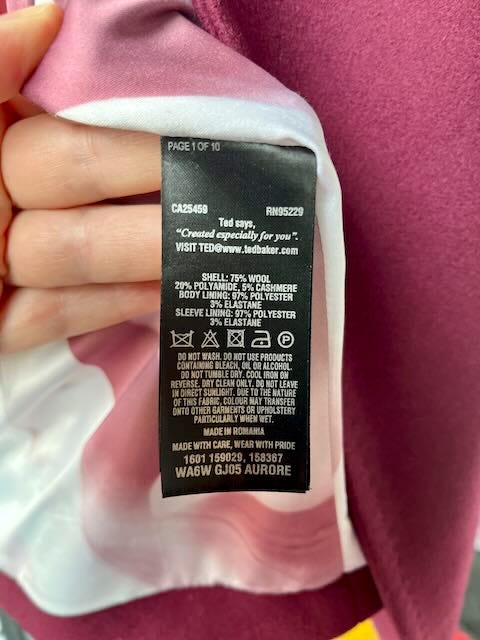 PAGE 1 OF 10
CA25459 RN95229
Ted says,
"Created especially for you".
VISIT TED@www.tedbaker.com
SHELL: 75% WOOL
20% POLYAMIDE, 5% CASHMERE
BODY LINING: 97% POLYESTER
3% ELASTANE
SLEEVE LINING: 97% POLYESTER
3% ELASTANE
P
DO NOT WASH. DO NOT USE PRODUCTS
CONTAINING BLEACH, OIL OR ALCOHOL.
DO NOT TUMBLE DRY. COOL IRON ON
REVERSE. DRY CLEAN ONLY. DO NOT LEAVE
IN DIRECT SUNLIGHT. DUE TO THE NATURE
OF THIS FABRIC, COLOUR MAY TRANSFER
ONTO OTHER GARMENTS OR UPHOLSTERY
PARTICULARLY WHEN WET.
MADE IN ROMANIA
MADE WITH CARE, WEAR WITH PRIDE
1601 159029, 158367
WA6W GJ05 AURORE